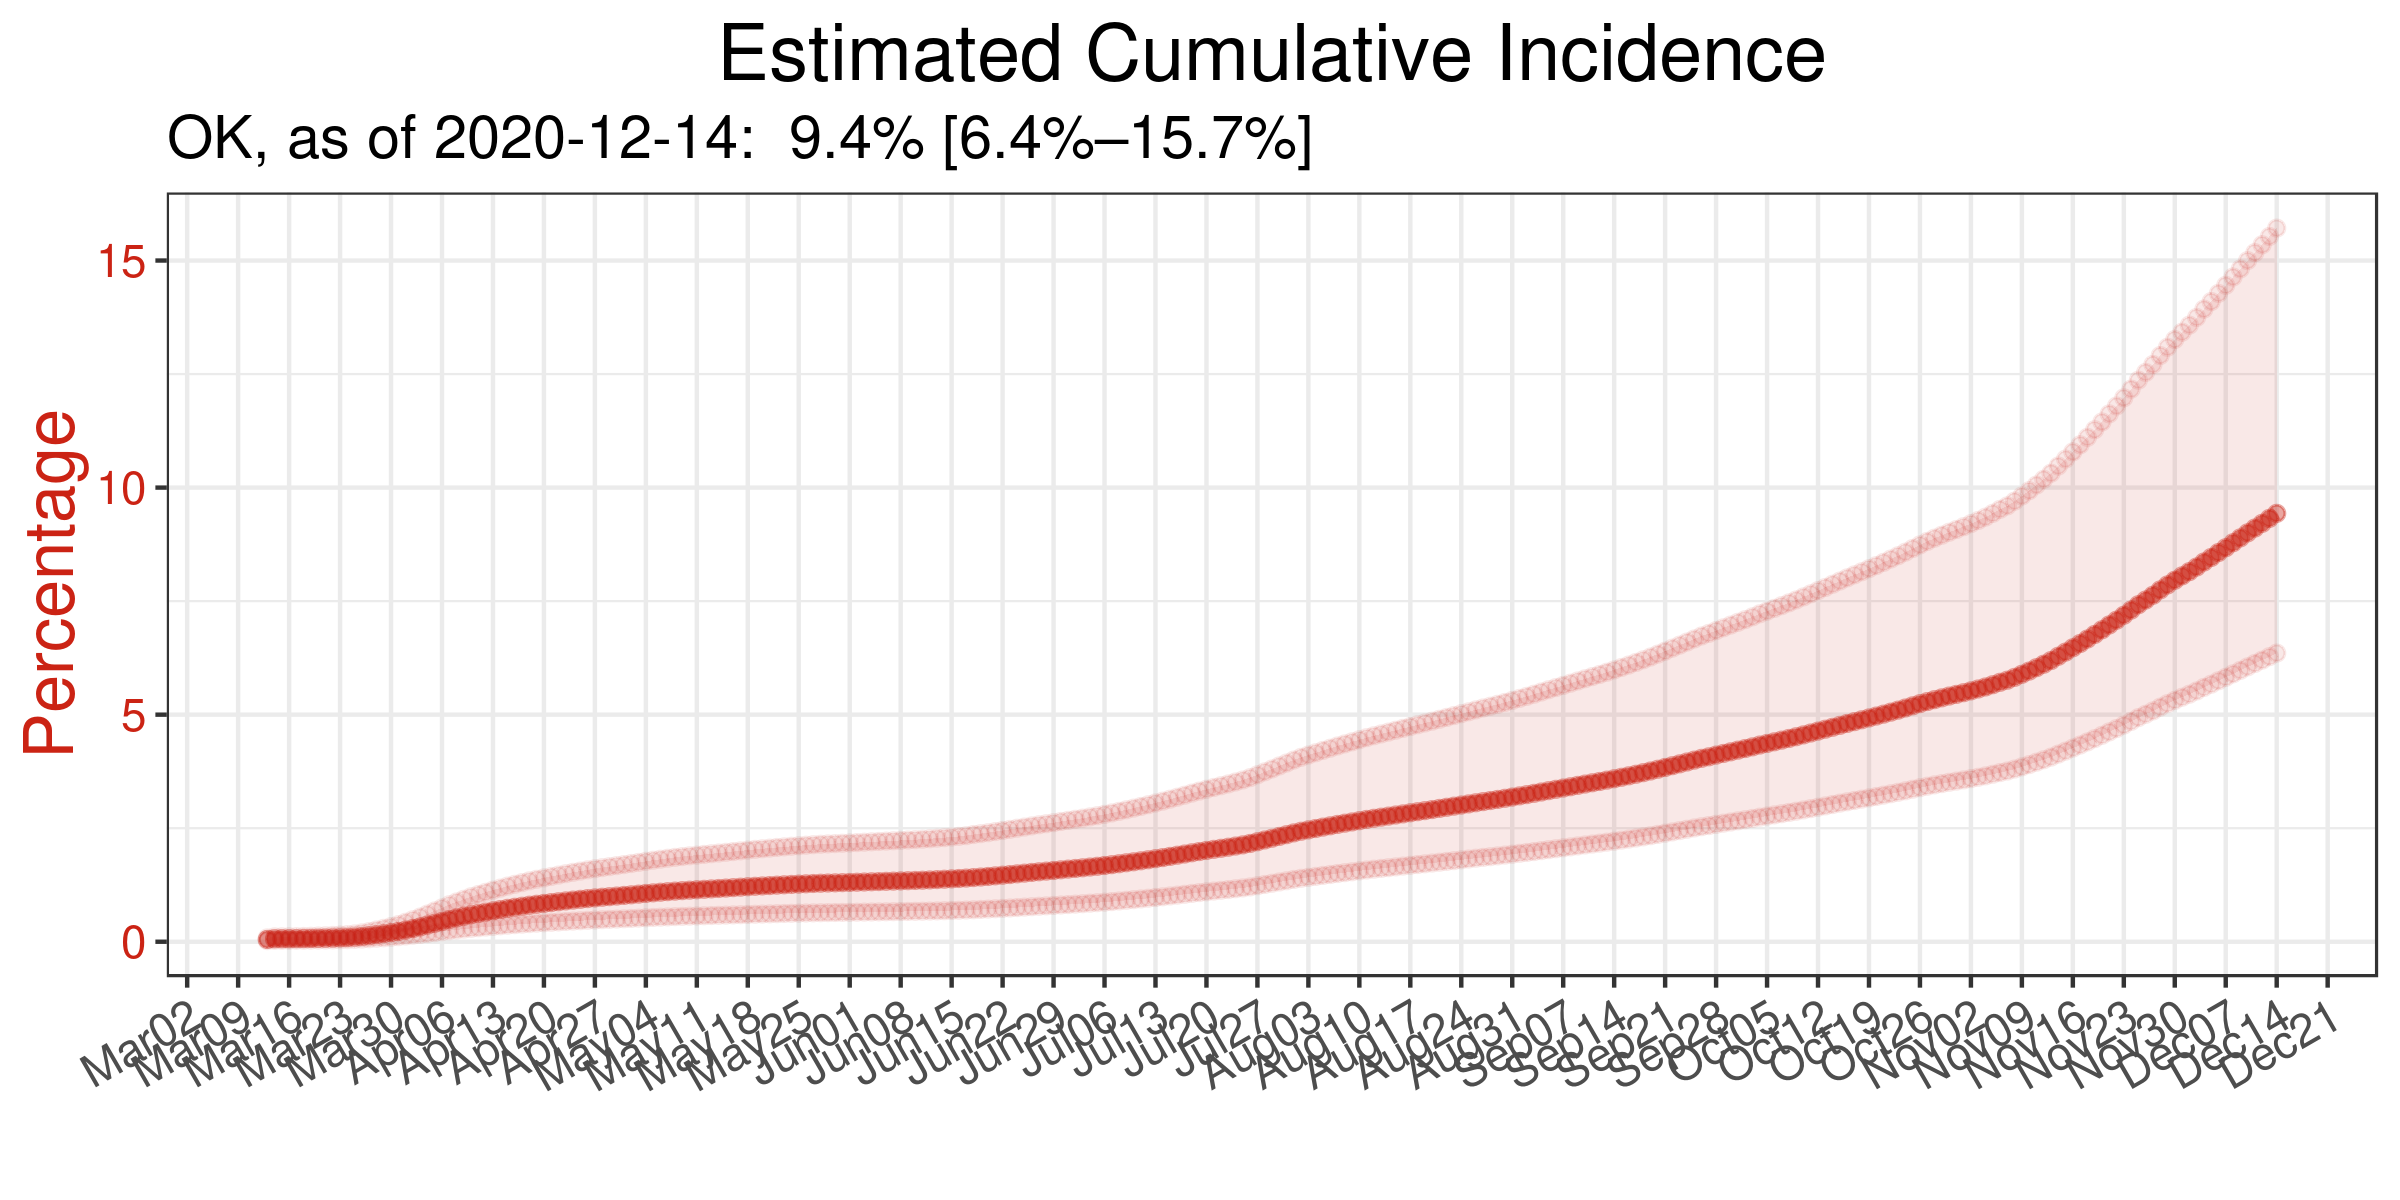 Estimated Cumulative Incidence
OK, as of 2020-12-14:  9.4% [6.4%–15.7%]
Percentage
15
10
5
0
Mar02
Mar09
Mar16
Mar23
Mar30
Apr06
Apr13
Apr20
Apr27
May04
May11
May18
May25
Jun01
Jun08
Jun15
Jun22
Jun29
Jul06
Jul13
Jul20
Jul27
Aug03
Aug10
Aug17
Aug24
Aug31
Sep07
Sep14
Sep21
Sep28
Oct05
Oct12
Oct19
Oct26
Nov02
Nov09
Nov16
Nov23
Nov30
Dec07
Dec14
Dec21